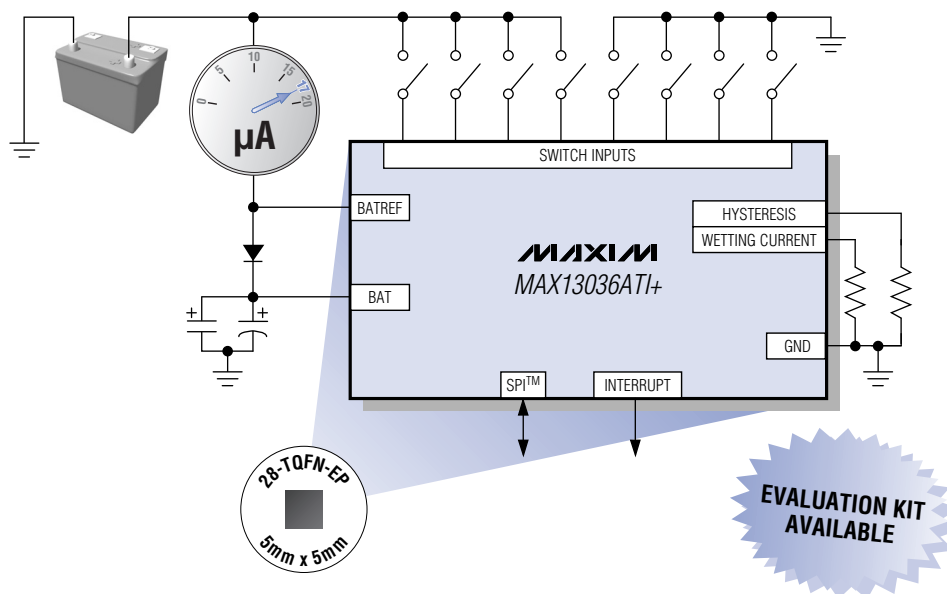 0
5
10
15
17
20
µA
SWITCH INPUTS
BATREF
HYSTERESIS
WETTING CURRENT
MAXIM
MAX13036ATI+
BAT
+
+
GND
SPI™
INTERRUPT
28-TQFN-EP
5mm x 5mm
EVALUATION KIT
AVAILABLE